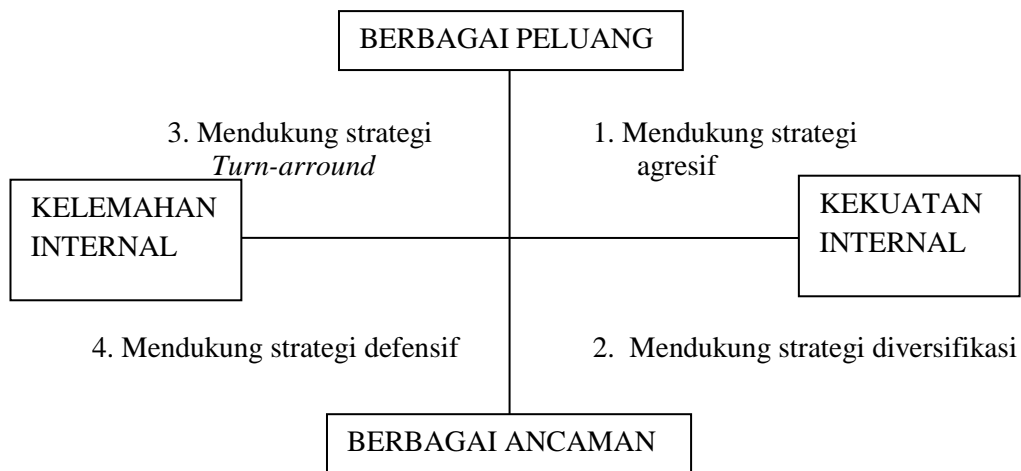 BERBAGAI PELUANG
3. Mendukung strategi
Turn-arround
1. Mendukung strategi
agresif
KELEMAHAN
INTERNAL
KEKUATAN
INTERNAL
4. Mendukung strategi defensif
2. Mendukung strategi diversifikasi
BERBAGAI ANCAMAN